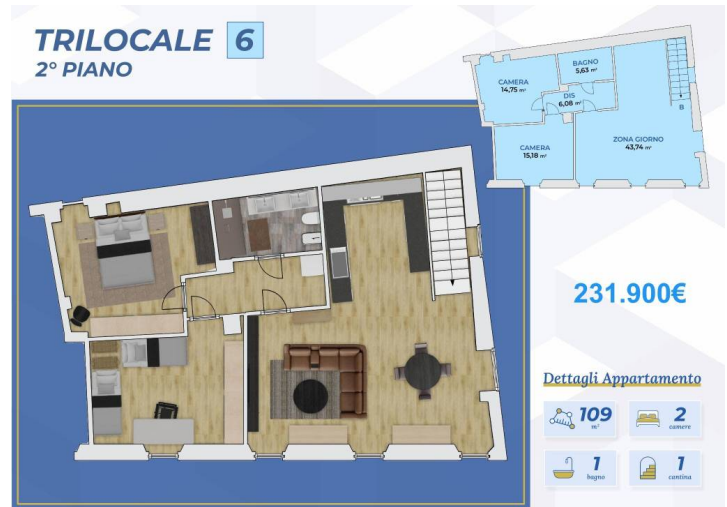 TRILOCALE 6
2° PIANO
CAMERA
14,75 m²
BAGNO
5,63 m²
DIS
6,08 m²
B
CAMERA
15,18 m²
ZONA GIORNO
43,74 m²
231.900€
Dettagli Appartamento
109
m²
2
camere
1
bagno
1
cantina